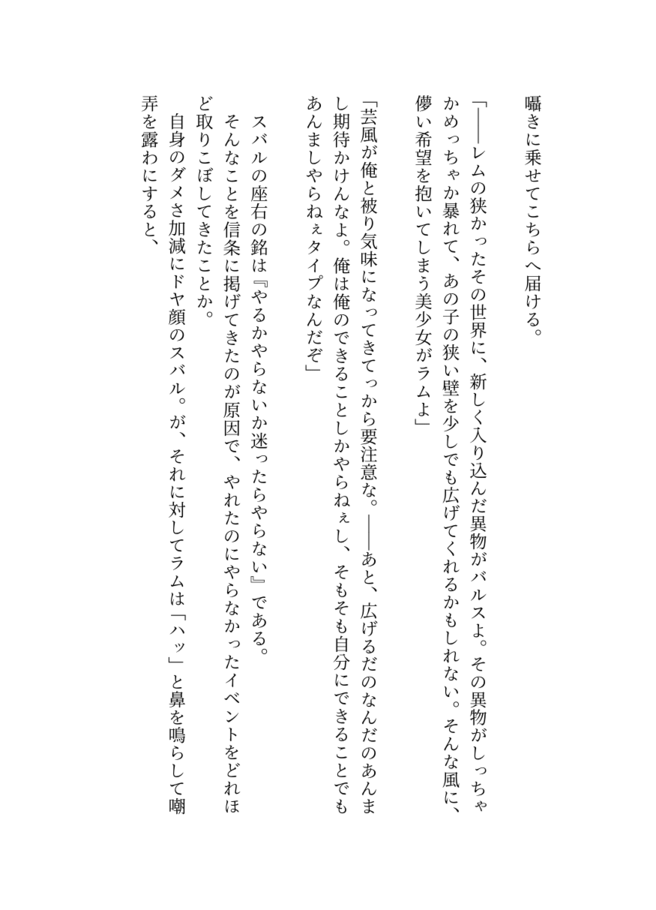 囁きに乗せてこちらへ届ける。
「――レムの狭かったその世界に、新しく入り込んだ異物がバルスよ。その異物がしっちゃ
かめっちゃか暴れて、あの子の狭い壁を少しでも広げてくれるかもしれない。そんな風に、
儚い希望を抱いてしまう美少女がラムよ」
「芸風が俺と被り気味になってきてっから要注意な。――あと、広げるだのなんだのあんま
し期待かけんなよ。俺は俺のできることしかやらねぇし、そもそも自分にできることでも
あんましやらねぇタイプなんだぞ」
スバルの座右の銘は『やるかやらないか迷ったらやらない』である。
そんなことを信条に掲げてきたのが原因で、やれたのにやらなかったイベントをどれほ
ど取りこぼしてきたことか。
自身のダメさ加減にドヤ顔のスバル。が、それに対してラムは「ハッ」と鼻を鳴らして嘲
弄を露わにすると、